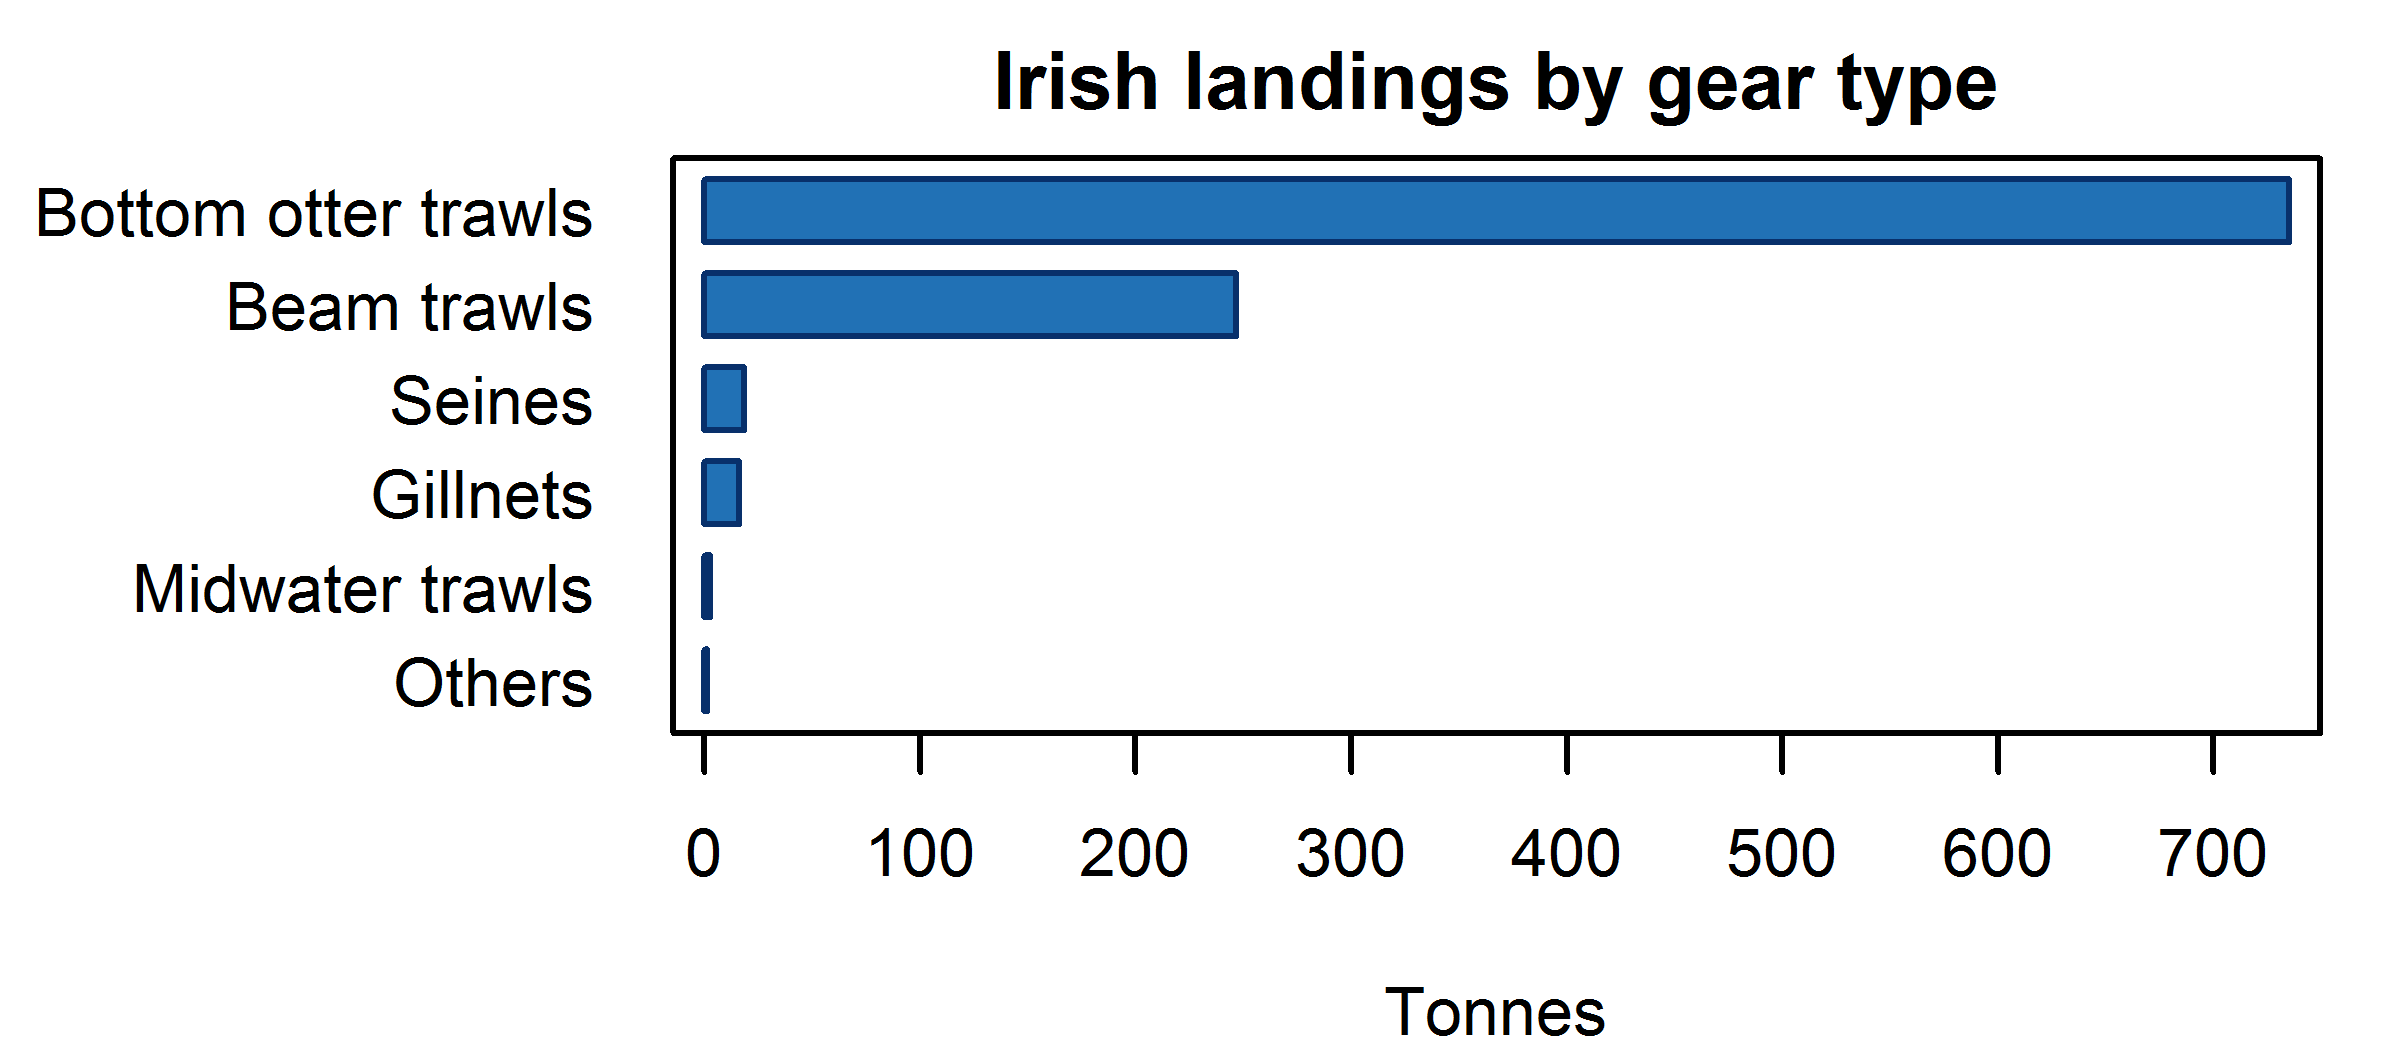 Irish landings by gear type
Bottom otter trawls
Beam trawls
Seines
Gillnets
Midwater trawls
Others
0 100 200 300 400 500 600 700
Tonnes